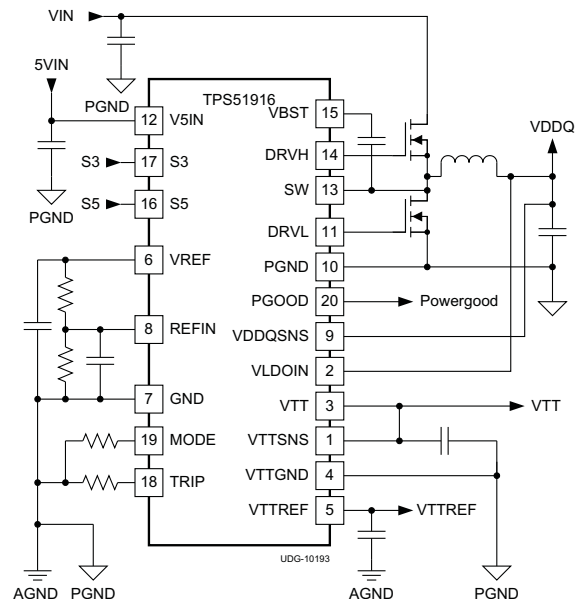 VIN
5VIN
PGND
TPS51916
12 V5IN
S3 17 S3
S5 16 S5
PGND
6 VREF
8 REFIN
7 GND
19 MODE
18 TRIP
VBST 15
DRVH 14
SW 13
DRVL 11
PGND 10
PGOOD 20 Powergood
VDDQSNS 9
VLDOIN 2
VTT 3 VTT
VTTSNS 1
VTTGND 4
VTTREF 5 VTTREF
VDDQ
UDG-10193
AGND PGND
AGND
PGND